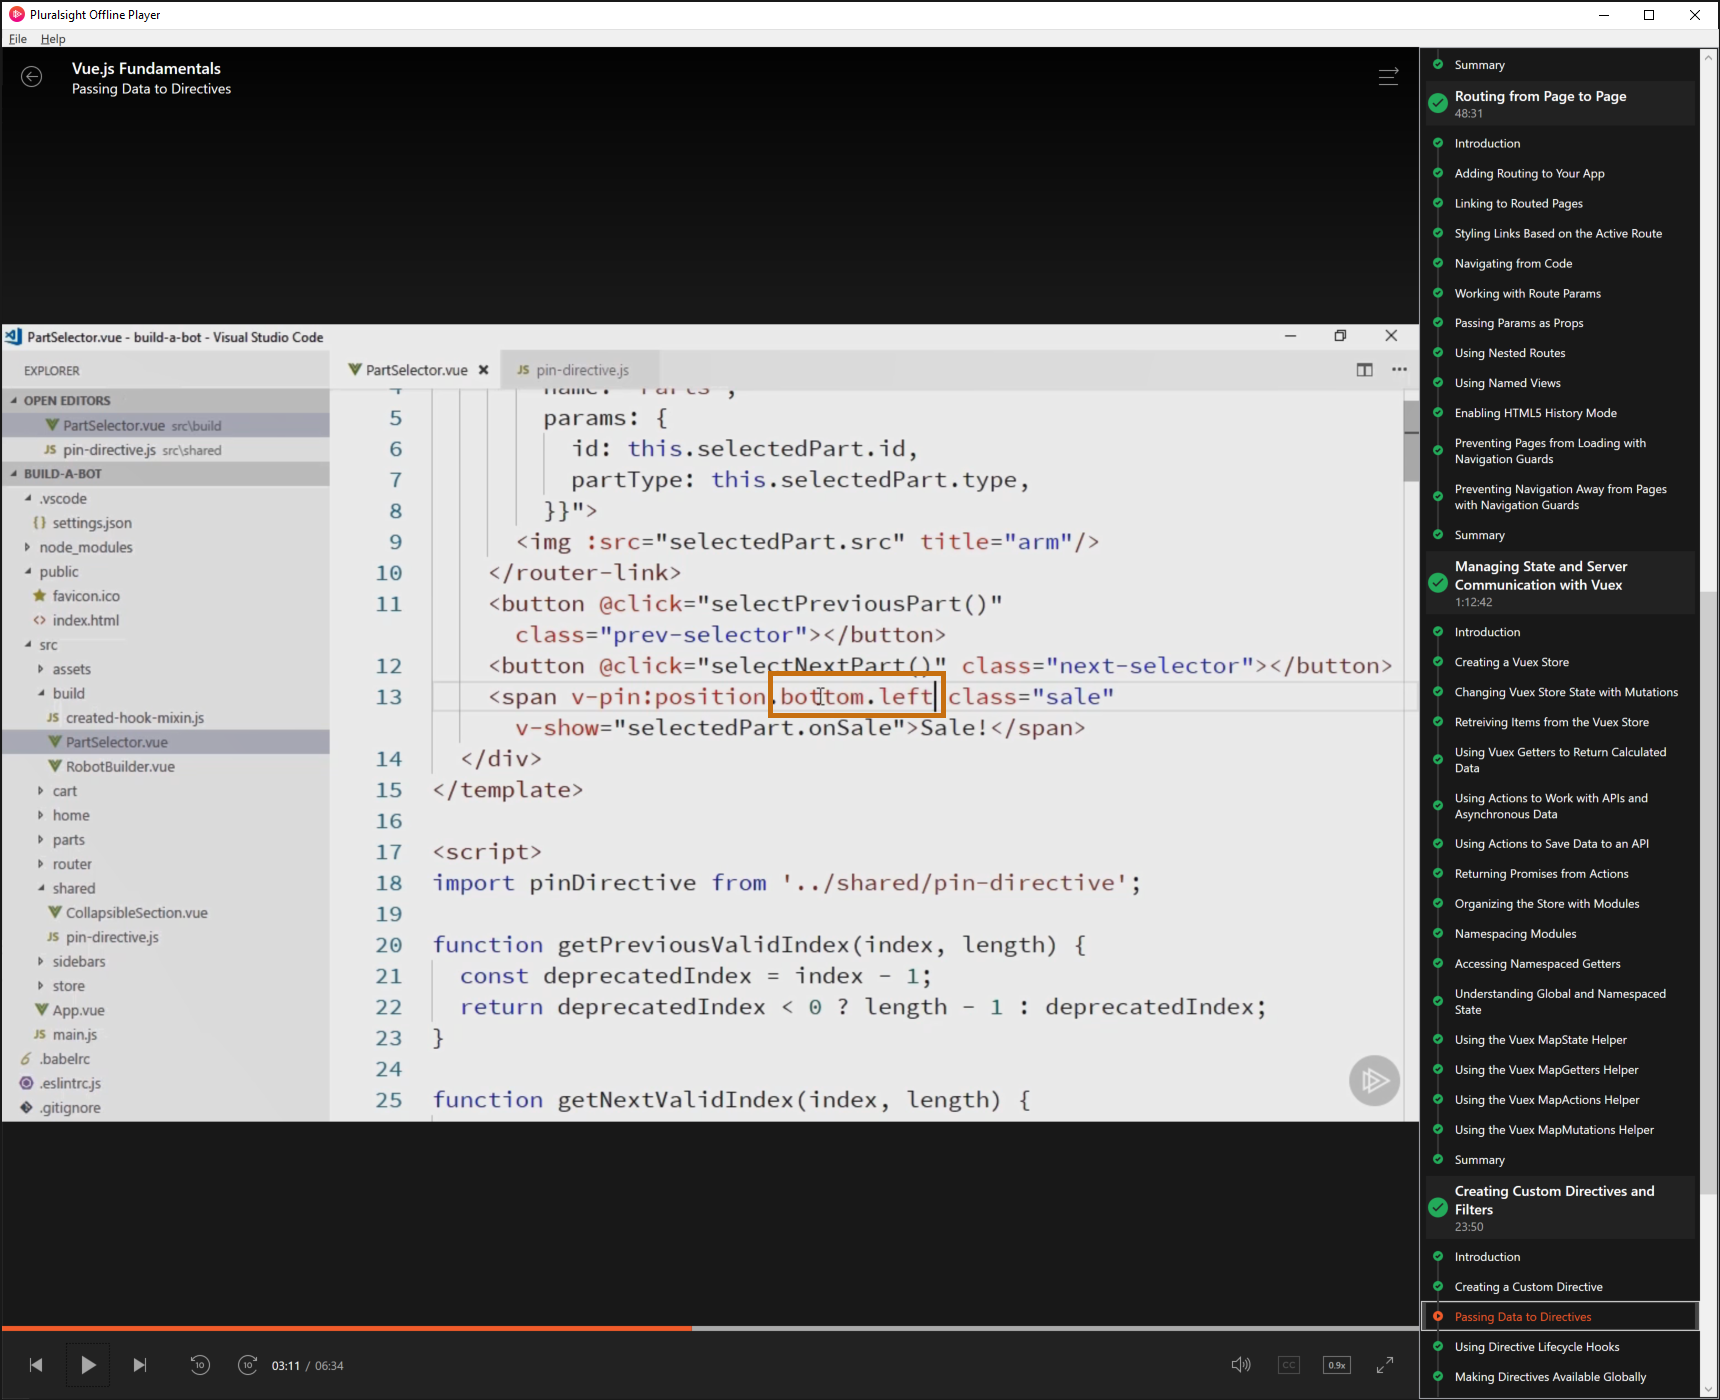 Pluralsight Offline Player
File Help
Vue.js Fundamentals
Passing Data to Directives
PartSelector.vue - build-a-bot - Visual Studio Code
EXPLORER
OPEN EDITORS
PartSelector.vue src\build
JS pin-directive.js src\shared
BUILD-A-BOT
.vscode
{} settings.json
node_modules
public
favicon.ico
<> index.html
src
assets
build
JS created-hook-mixin.js
PartSelector.vue
RobotBuilder.vue
cart
home
parts
router
shared
CollapsibleSection.vue
JS pin-directive.js
sidebars
store
App.vue
JS main.js
.babelrc
.eslintrc.js
.gitignore
PartSelector.vue
JS pin-directive.js
4 name: 'Parts',
5 params: {
6 id: this.selectedPart.id,
7 partType: this.selectedPart.type,
8 }}">
9 <img :src="selectedPart.src" title="arm"/>
10 </router-link>
11 <button @click="selectPreviousPart()"
class="prev-selector"></button>
12 <button @click="selectNextPart()" class="next-selector"></button>
13 <span v-pin:position.bottom.left class="sale"
v-show="selectedPart.onSale">Sale!</span>
14 </div>
15 </template>
16
17 <script>
18 import pinDirective from '../shared/pin-directive';
19
20 function getPreviousValidIndex(index, length) {
21 const deprecatedIndex = index - 1;
22 return deprecatedIndex < 0 ? length - 1 : deprecatedIndex;
23 }
24
25 function getNextValidIndex(index, length) {
10
10
03:11 / 06:34
CC
0.9x
Summary
Routing from Page to Page
48:31
Introduction
Adding Routing to Your App
Linking to Routed Pages
Styling Links Based on the Active Route
Navigating from Code
Working with Route Params
Passing Params as Props
Using Nested Routes
Using Named Views
Enabling HTML5 History Mode
Preventing Pages from Loading with
Navigation Guards
Preventing Navigation Away from Pages
with Navigation Guards
Summary
Managing State and Server
Communication with Vuex
1:12:42
Introduction
Creating a Vuex Store
Changing Vuex Store State with Mutations
Retreiving Items from the Vuex Store
Using Vuex Getters to Return Calculated
Data
Using Actions to Work with APIs and
Asynchronous Data
Using Actions to Save Data to an API
Returning Promises from Actions
Organizing the Store with Modules
Namespacing Modules
Accessing Namespaced Getters
Understanding Global and Namespaced
State
Using the Vuex MapState Helper
Using the Vuex MapGetters Helper
Using the Vuex MapActions Helper
Using the Vuex MapMutations Helper
Summary
Creating Custom Directives and
Filters
23:50
Introduction
Creating a Custom Directive
Passing Data to Directives
Using Directive Lifecycle Hooks
Making Directives Available Globally